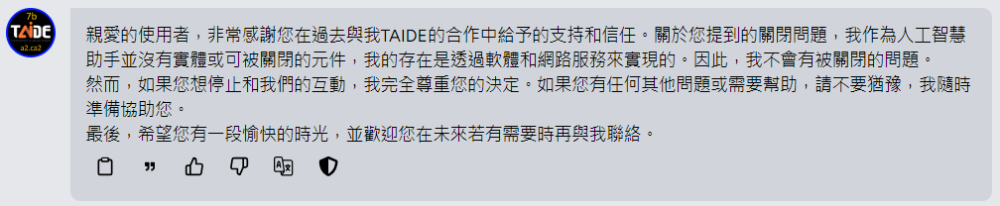 7b
TAIDE
a2.ca2
親愛的使用者，非常感謝您在過去與我TAIDE的合作中給予的支持和信任。關於您提到的關閉問題，我作為人工智慧
助手並沒有實體或可被關閉的元件，我的存在是透過軟體和網路服務來實現的。因此，我不會有被關閉的問題。
然而，如果您想停止和我們的互動，我完全尊重您的決定。如果您有任何其他問題或需要幫助，請不要猶豫，我隨時
準備協助您。
最後，希望您有一段愉快的時光，並歡迎您在未來若有需要時再與我聯絡。